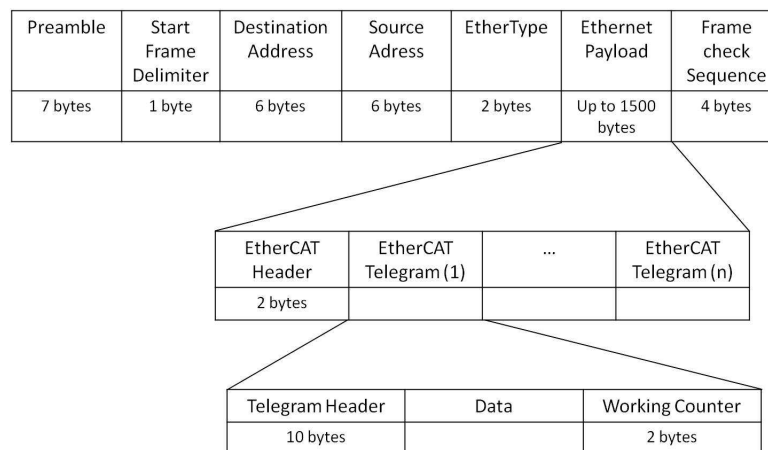 Preamble
Start
Frame
Delimiter
Destination
Address
Source
Adress
EtherType
Ethernet
Payload
Frame
check
Sequence
7 bytes
1 byte
6 bytes
6 bytes
2 bytes
Up to 1500
bytes
4 bytes
EtherCAT
Header
EtherCAT
Telegram (1)
...
EtherCAT
Telegram (n)
2 bytes
Telegram Header
Data
Working Counter
10 bytes
2 bytes